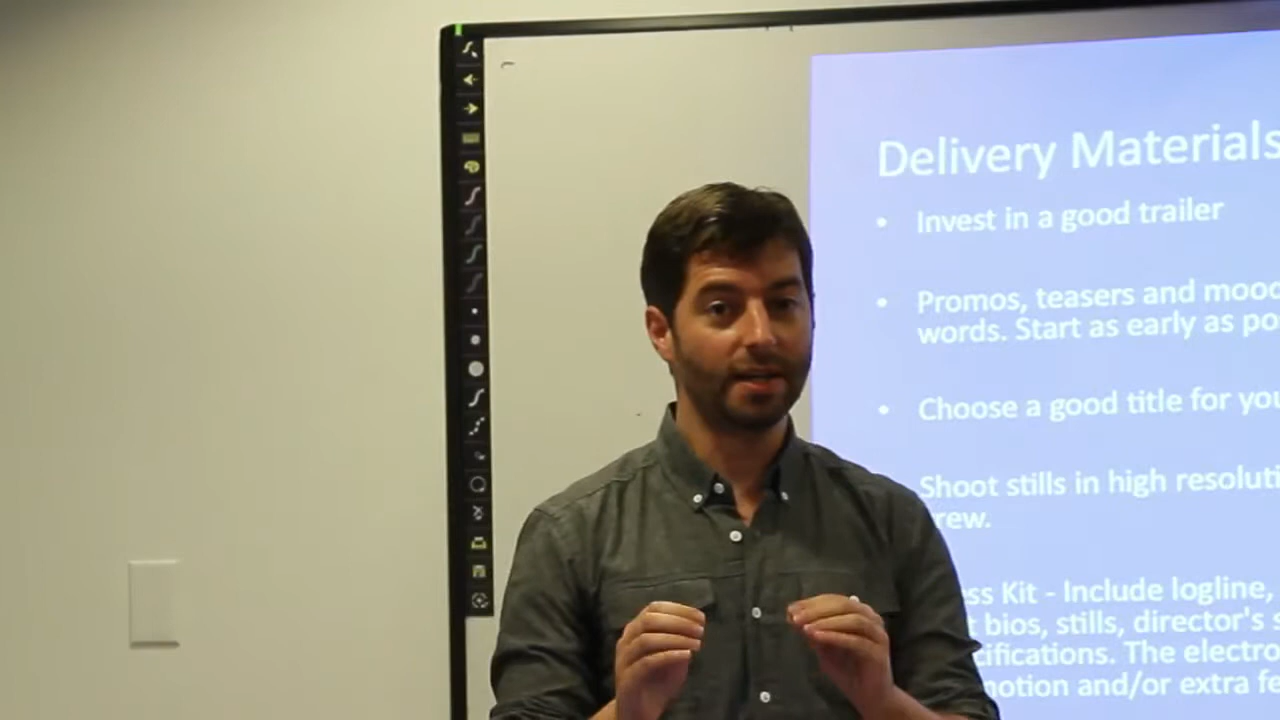 Delivery Materials
• Invest in a good trailer
• Promos, teasers and mood
words. Start as early as po
• Choose a good title for you
Shoot stills in high resoluti
rew.
ss Kit - Include logline,
t bios, stills, director's s
cifications. The electro
notion and/or extra fe